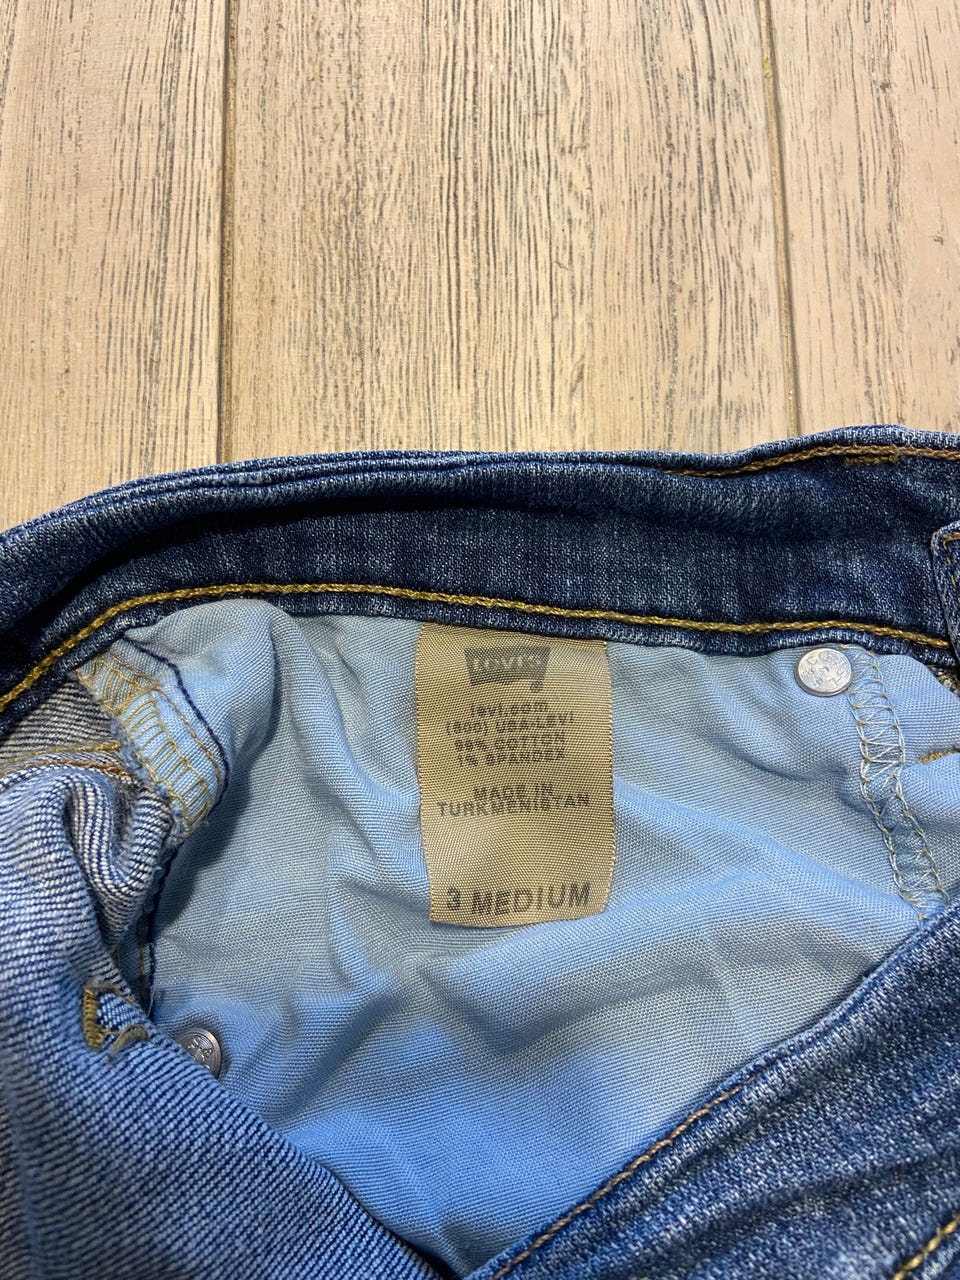 Levi's
levi.com
(800) USA-LEVI
99% COTTON
1% SPANDEX
MADE IN
TURKMENISTAN
3 MEDIUM